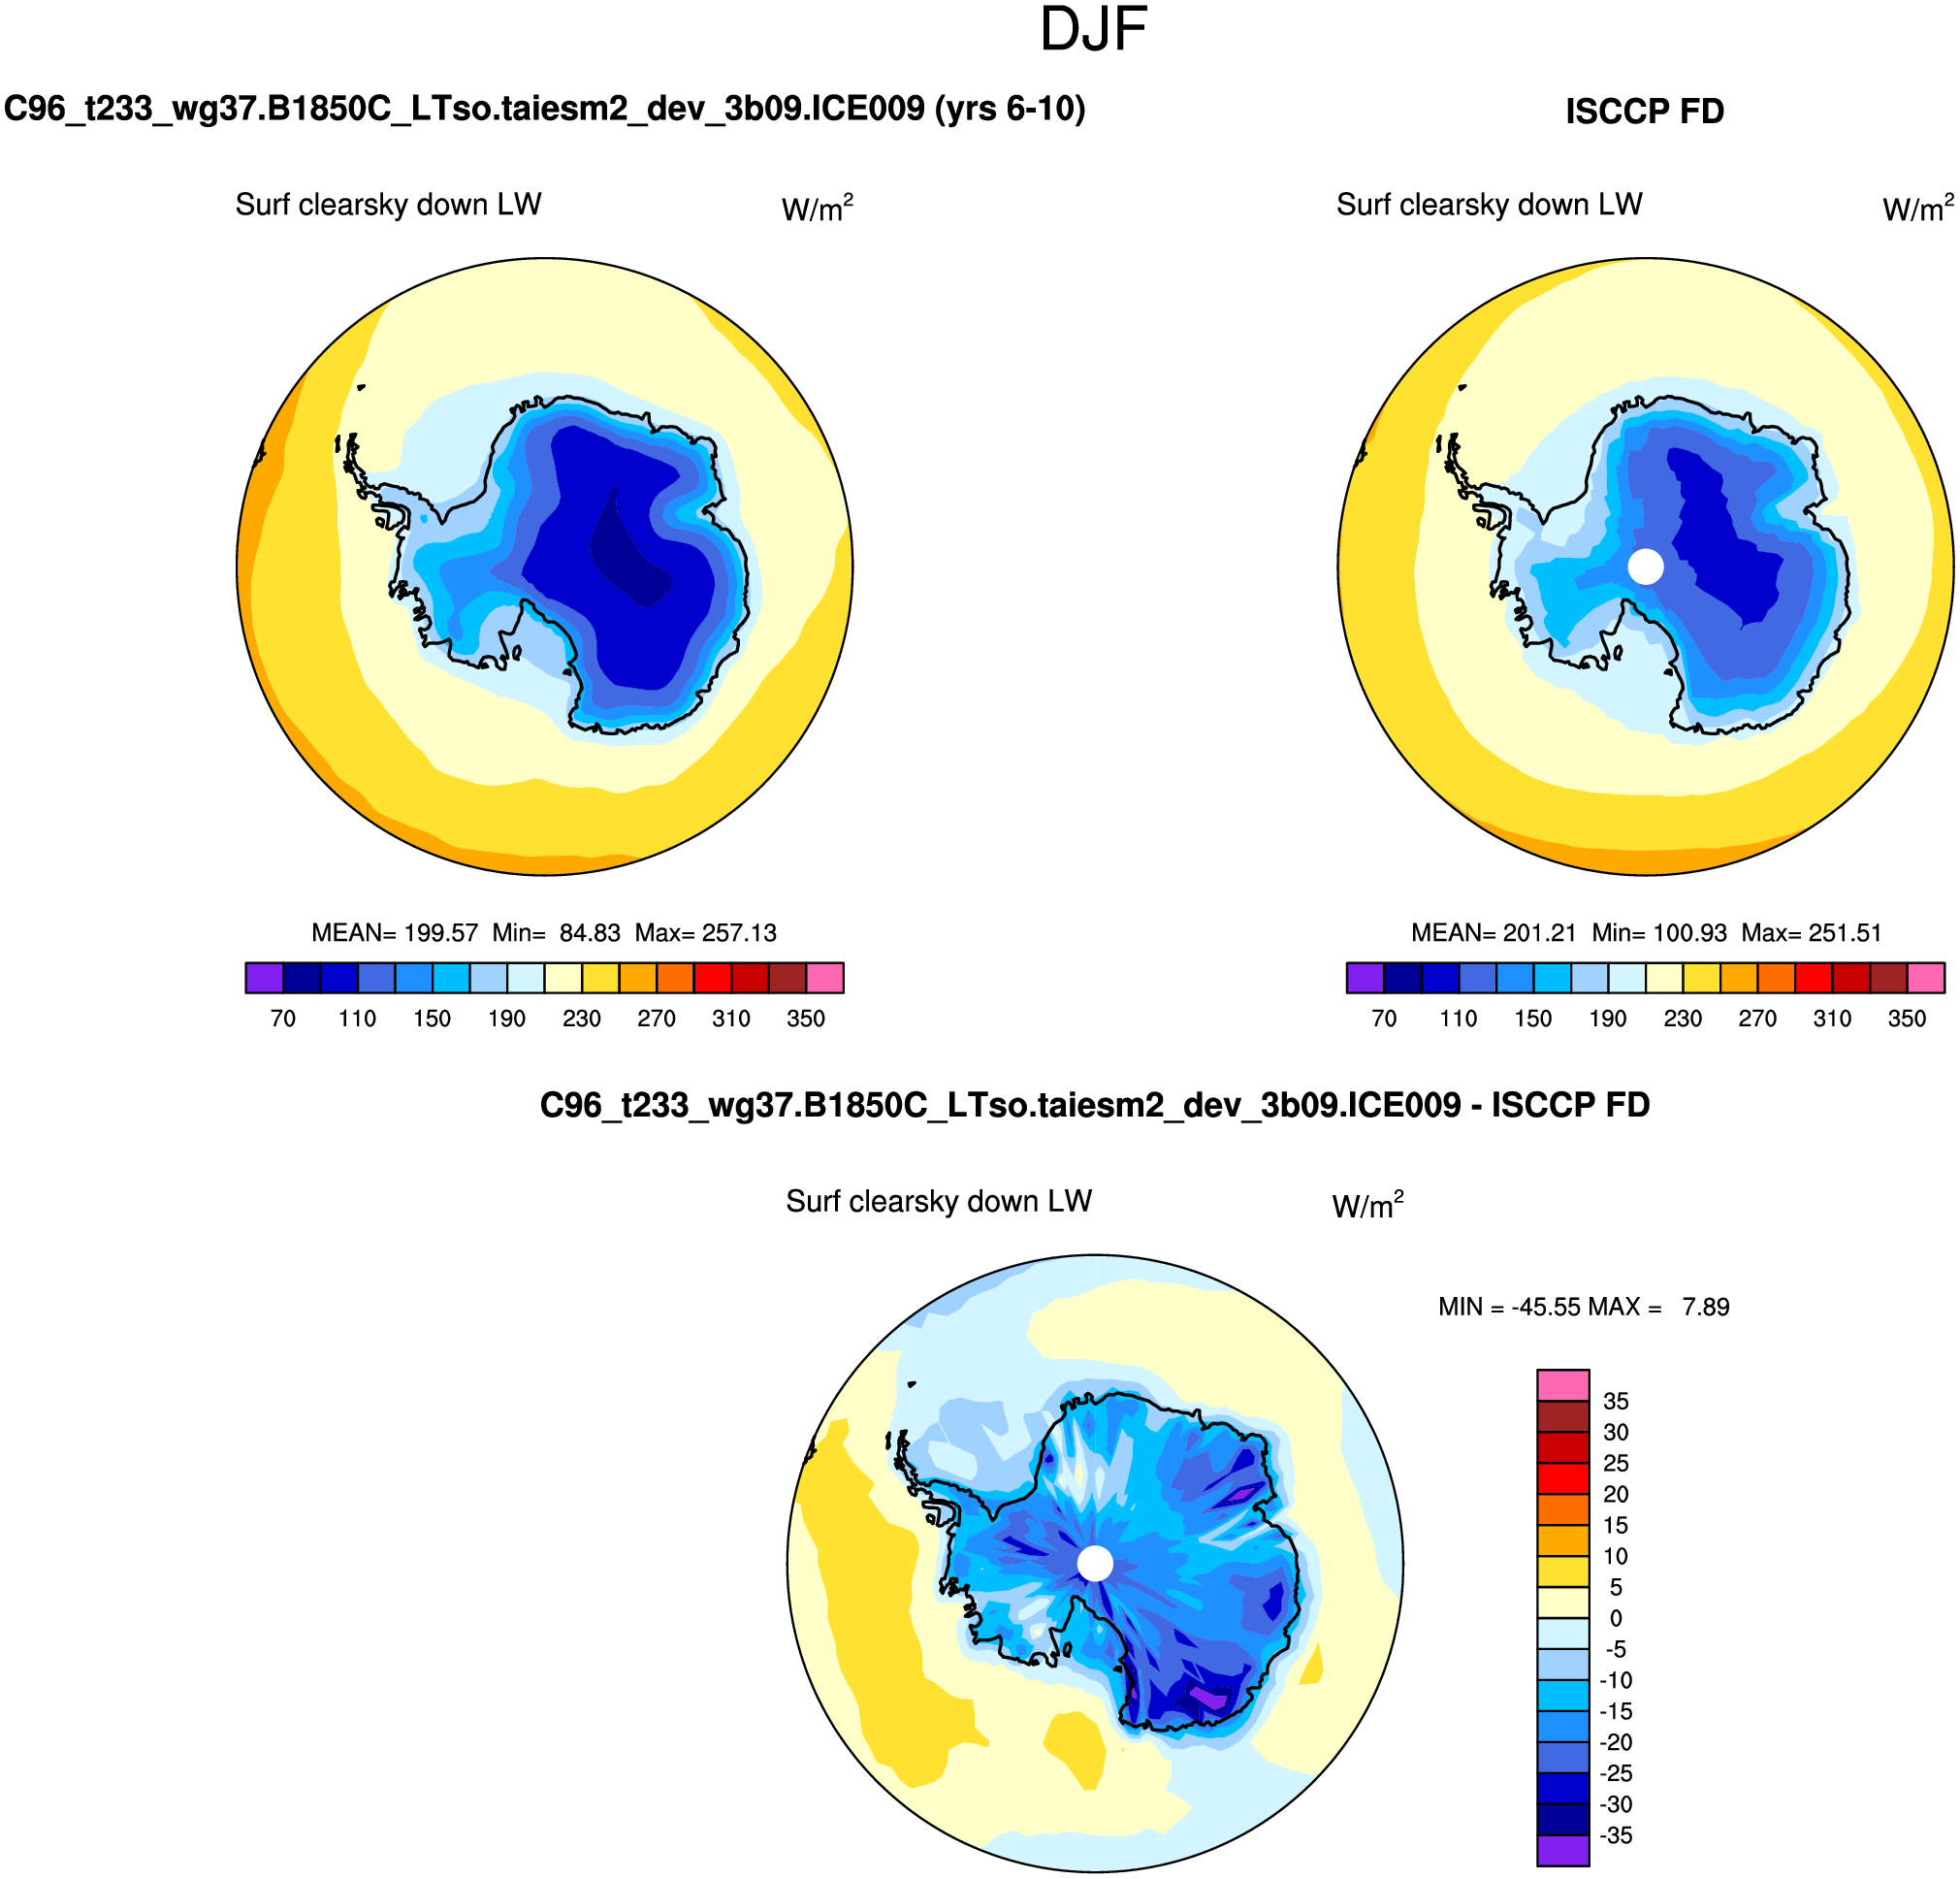 DJF
C96_t233_wg37.B1850C_LTso.taiesm2_dev_3b09.ICE009 (yrs 6-10)
ISCCP FD
Surf clearsky down LW W/m²
Surf clearsky down LW W/m²
MEAN= 199.57 Min= 84.83 Max= 257.13
MEAN= 201.21 Min= 100.93 Max= 251.51
70 110 150 190 230 270 310 350
70 110 150 190 230 270 310 350
C96_t233_wg37.B1850C_LTso.taiesm2_dev_3b09.ICE009 - ISCCP FD
Surf clearsky down LW W/m²
MIN = -45.55 MAX = 7.89
35
30
25
20
15
10
5
0
-5
-10
-15
-20
-25
-30
-35